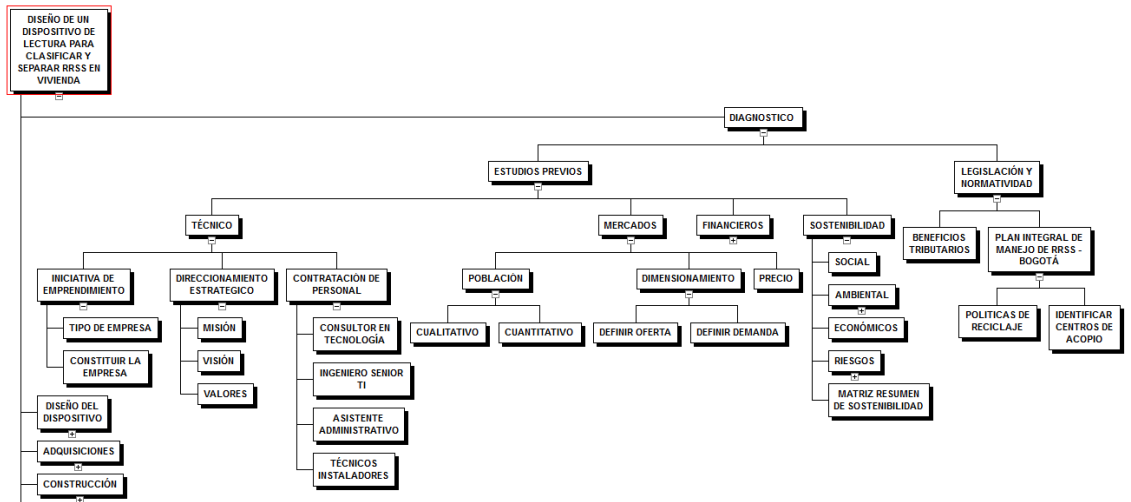 DISEÑO DE UN
DISPOSITIVO DE
LECTURA PARA
CLASIFICAR Y
SEPARAR RRSS EN
VIVIENDA
DIAGNOSTICO
ESTUDIOS PREVIOS
LEGISLACIÓN Y
NORMATIVIDAD
TÉCNICO
MERCADOS
FINANCIEROS
SOSTENIBILIDAD
BENEFICIOS
TRIBUTARIOS
PLAN INTEGRAL DE
MANEJO DE RRSS -
BOGOTÁ
INICIATIVA DE
EMPRENDIMIENTO
DIRECCIONAMIENTO
ESTRATEGICO
CONTRATACIÓN DE
PERSONAL
POBLACIÓN
DIMENSIONAMIENTO
PRECIO
SOCIAL
AMBIENTAL
ECONÓMICOS
RIESGOS
MATRIZ RESUMEN
DE SOSTENIBILIDAD
POLITICAS DE
RECICLAJE
IDENTIFICAR
CENTROS DE
ACOPIO
TIPO DE EMPRESA
CONSTITUIR LA
EMPRESA
MISIÓN
VISIÓN
VALORES
CONSULTOR EN
TECNOLOGÍA
INGENIERO SENIOR
TI
ASISTENTE
ADMINISTRATIVO
TÉCNICOS
INSTALADORES
CUALITATIVO
CUANTITATIVO
DEFINIR OFERTA
DEFINIR DEMANDA
DISEÑO DEL
DISPOSITIVO
ADQUISICIONES
CONSTRUCCIÓN